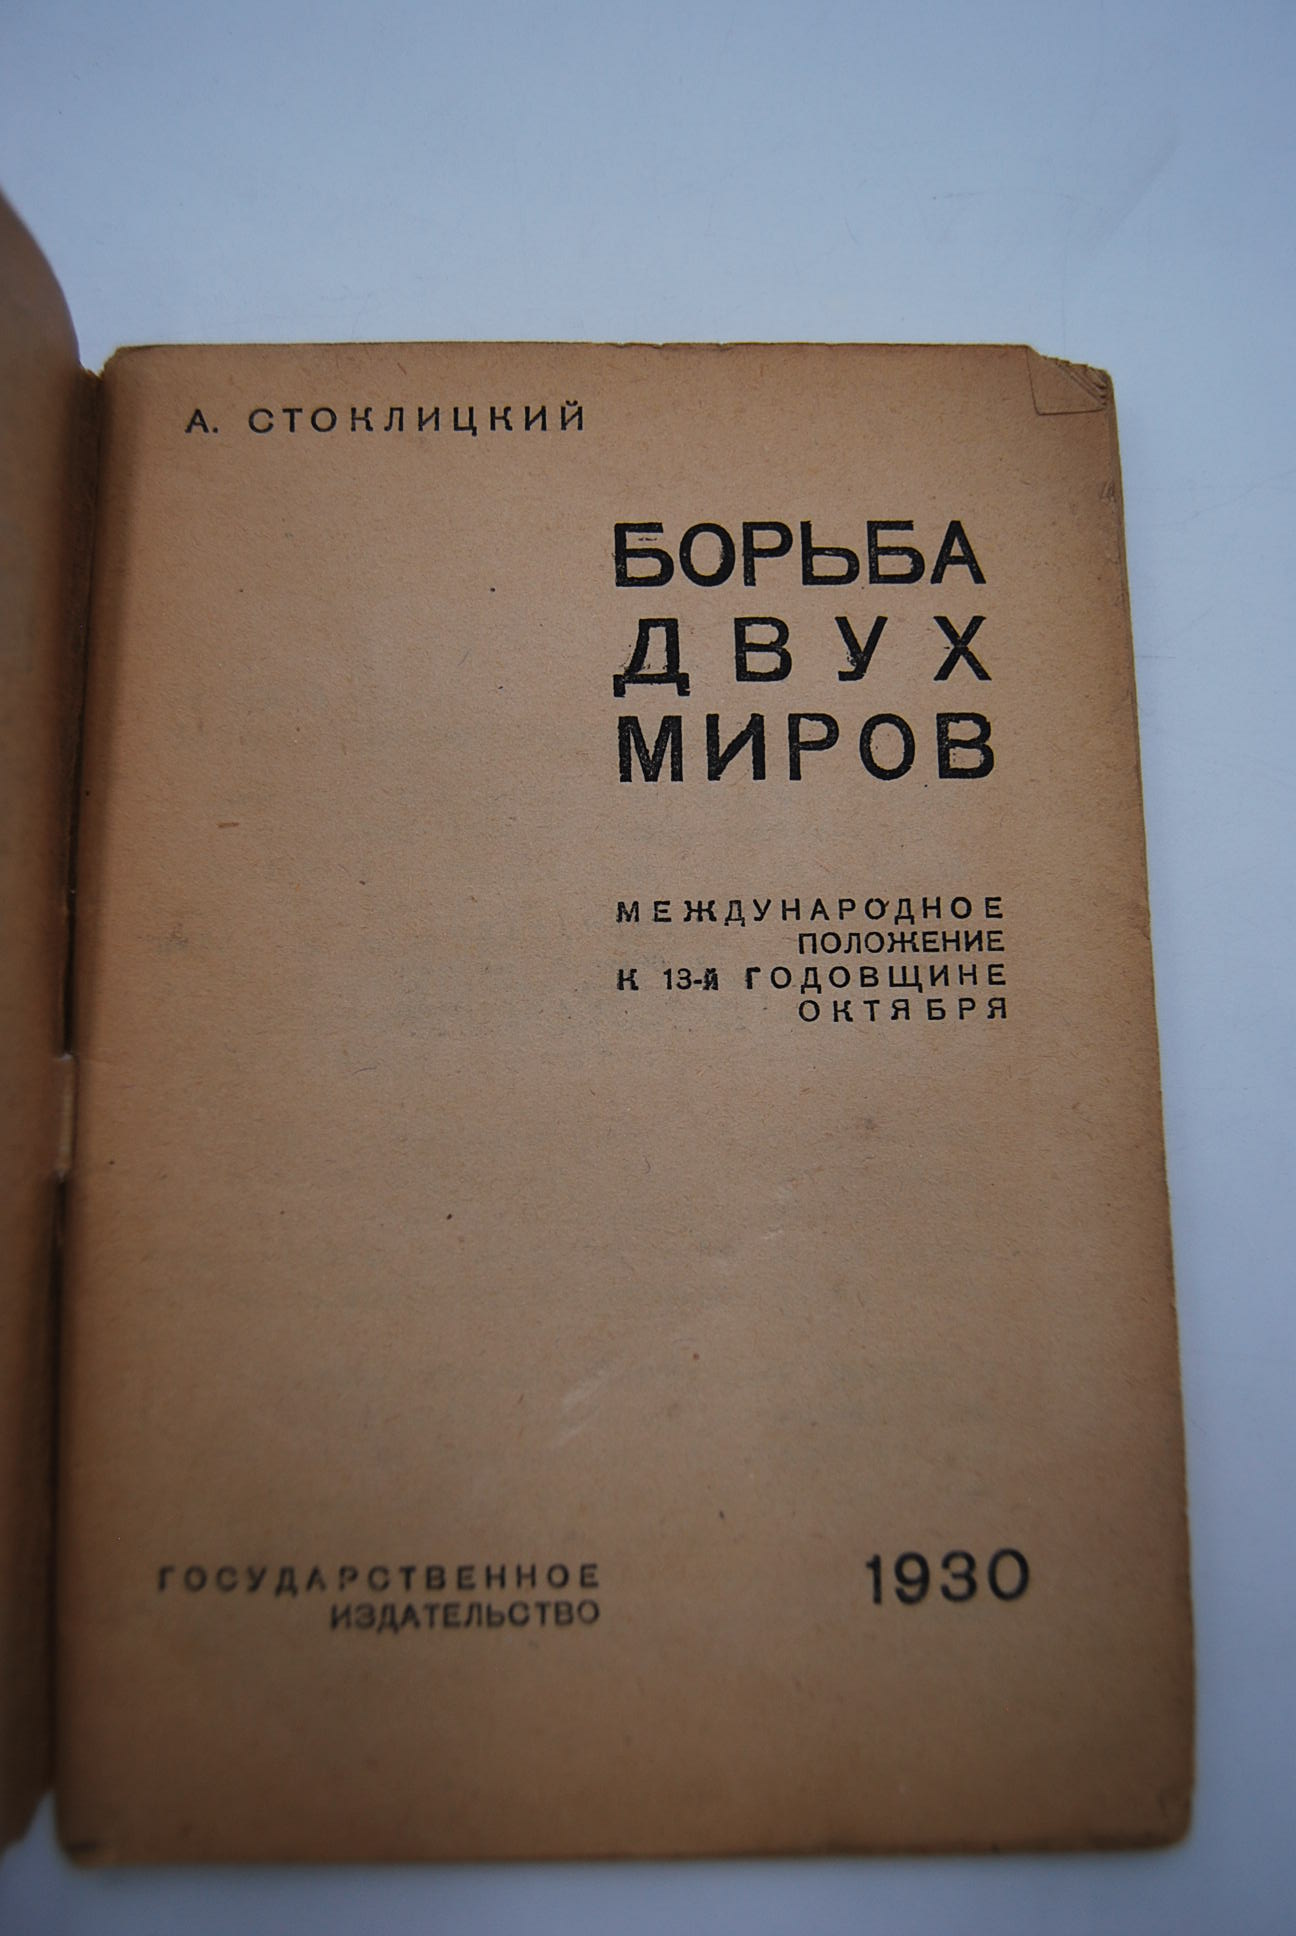 А. СТОКЛИЦКИЙ
БОРЬБА
ДВУХ
МИРОВ
МЕЖДУНАРОДНОЕ
ПОЛОЖЕНИЕ
К 13-й ГОДОВЩИНЕ
ОКТЯБРЯ
ГОСУДАРСТВЕННОЕ
ИЗДАТЕЛЬСТВО
1930